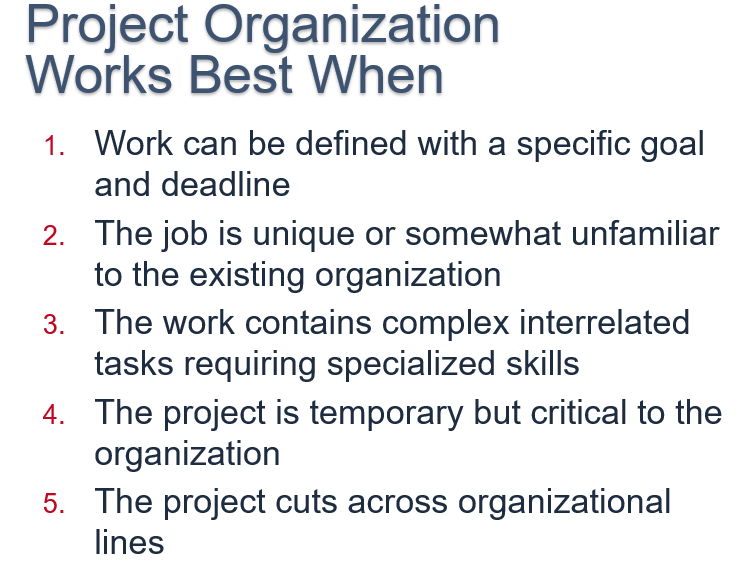 Project Organization
Works Best When
1. Work can be defined with a specific goal
and deadline
2. The job is unique or somewhat unfamiliar
to the existing organization
3. The work contains complex interrelated
tasks requiring specialized skills
4. The project is temporary but critical to the
organization
5. The project cuts across organizational
lines